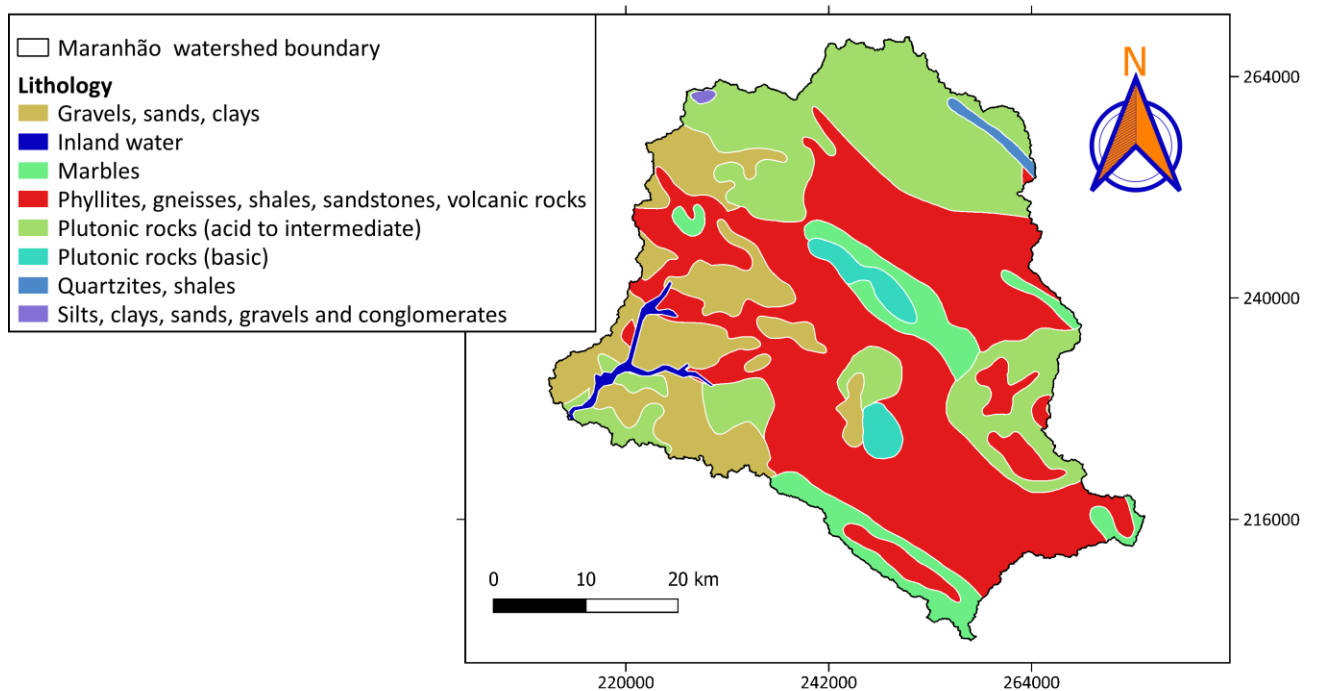 Maranhão watershed boundary
Lithology
Gravels, sands, clays
Inland water
Marbles
Phyllites, gneisses, shales, sandstones, volcanic rocks
Plutonic rocks (acid to intermediate)
Plutonic rocks (basic)
Quartzites, shales
Silts, clays, sands, gravels and conglomerates
N
264000
240000
216000
0 10 20 km
220000 242000 264000